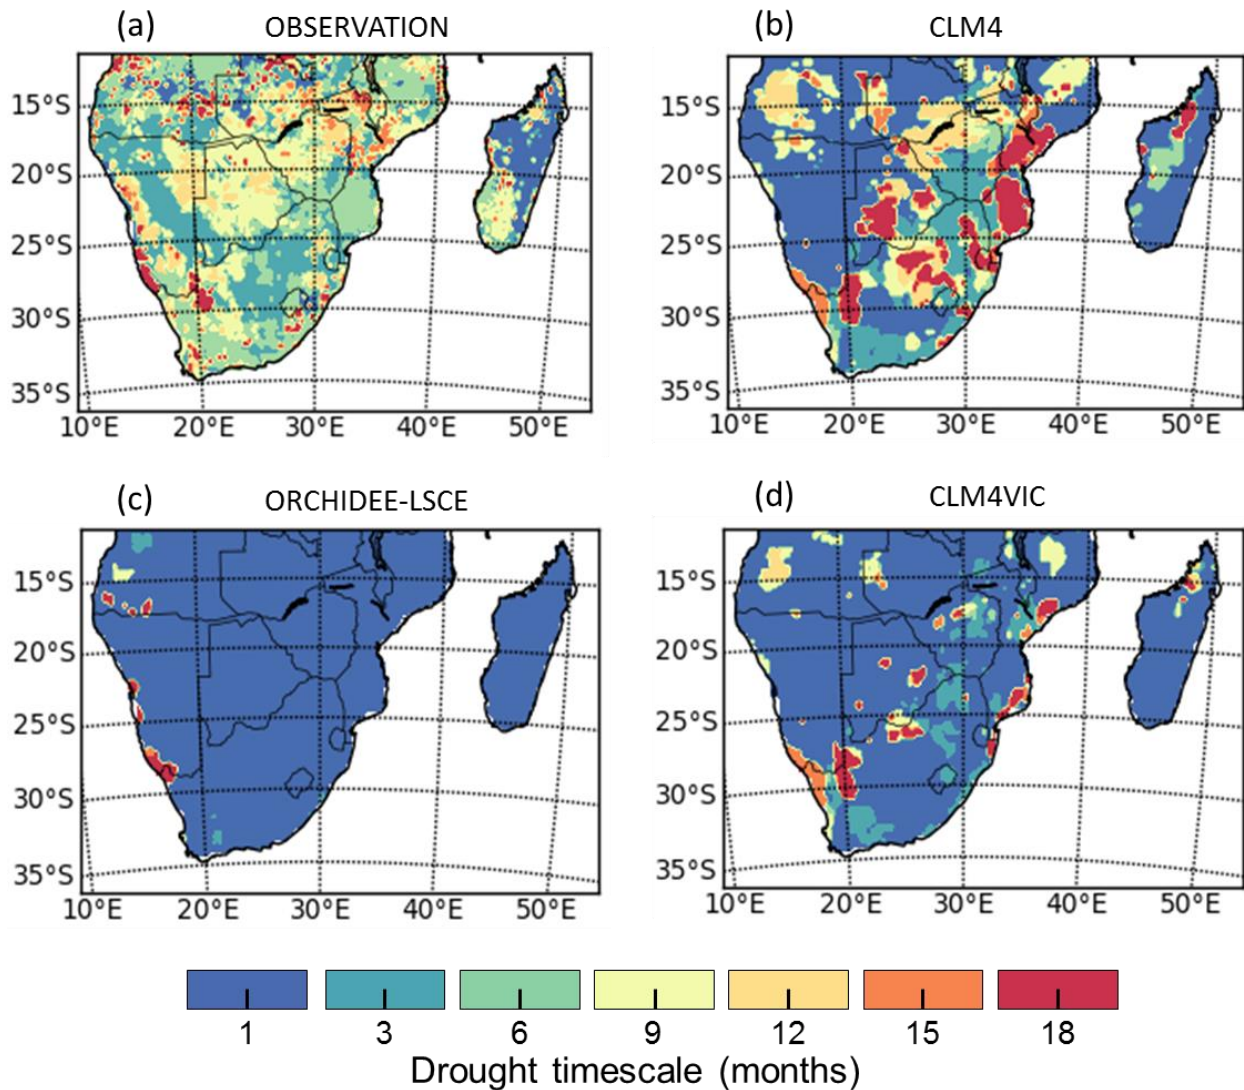 (a) OBSERVATION
(b) CLM4
15°S
20°S
25°S
30°S
35°S
10°E 20°E 30°E 40°E 50°E
15°S
20°S
25°S
30°S
35°S
10°E 20°E 30°E 40°E 50°E
(c) ORCHIDEE-LSCE
(d) CLM4VIC
15°S
20°S
25°S
30°S
35°S
10°E 20°E 30°E 40°E 50°E
15°S
20°S
25°S
30°S
35°S
10°E 20°E 30°E 40°E 50°E
1 3 6 9 12 15 18
Drought timescale (months)